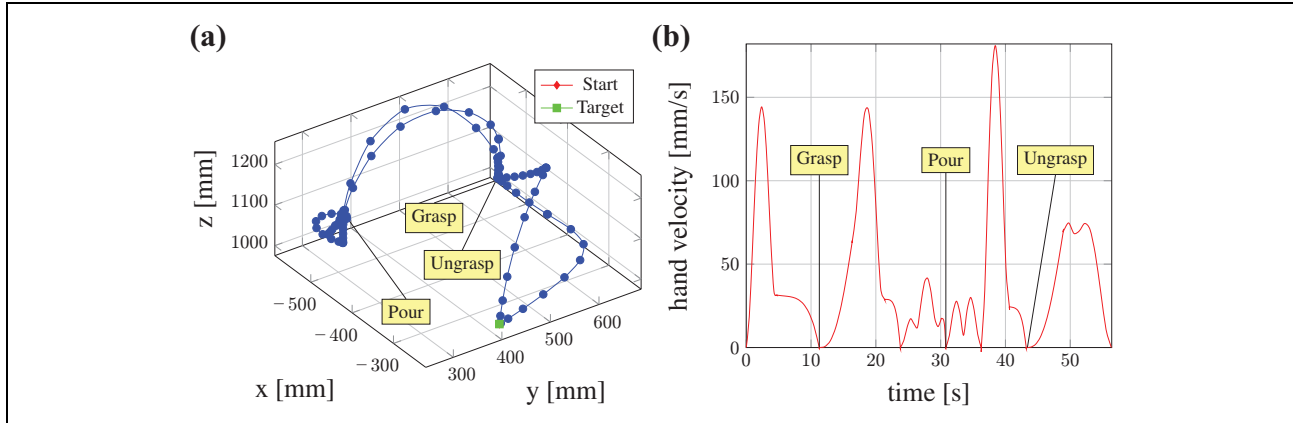 (a)
Start
Target
1200
1100
1000
z [mm]
Grasp
Ungrasp
Pour
−500
−400
−300
x [mm]
300
400
500
600
y [mm]
(b)
150
100
50
0
hand velocity [mm/s]
Grasp
Pour
Ungrasp
0
10
20
30
40
50
time [s]